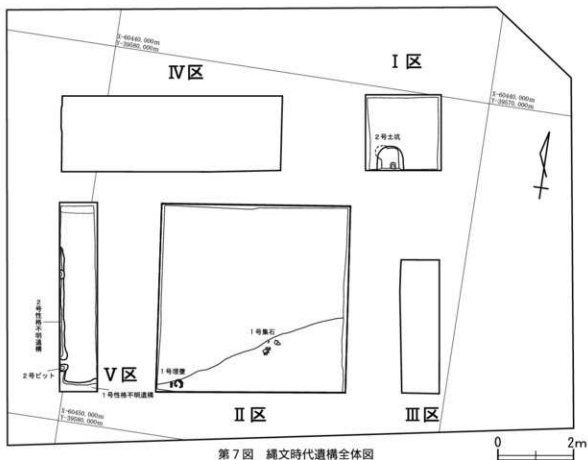 X-60440.000m
Y-39580.000m
Ⅳ区
Ⅰ区
X-60440.000m
Y-39570.000m
2号土坑
2号性格不明遺構
2号ピット
Ⅴ区
1号性格不明遺構
1号集石
1号埋甕
Ⅱ区
Ⅲ区
X-60450.000m
Y-39580.000m
第7図 縄文時代遺構全体図
0 2m